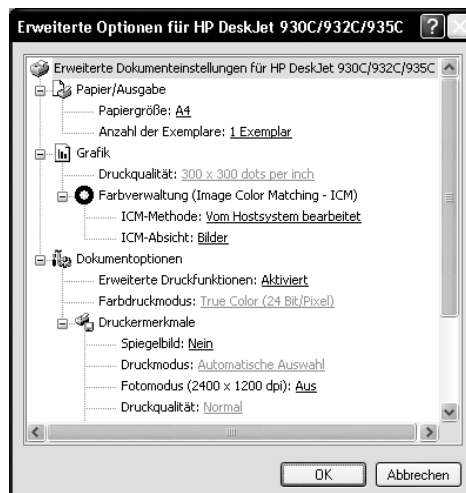 Erweiterte Optionen für HP DeskJet 930C/932C/935C
Erweiterte Dokumenteinstellungen für HP DeskJet 930C/932C/935C
Papier/Ausgabe
Papiergröße: A4
Anzahl der Exemplare: 1 Exemplar
Grafik
Druckqualität: 300 x 300 dots per inch
Farbverwaltung (Image Color Matching - ICM)
ICM-Methode: Vom Hostsystem bearbeitet
ICM-Absicht: Bilder
Dokumentoptionen
Erweiterte Druckfunktionen: Aktiviert
Farbdruckmodus: True Color (24 Bit/Pixel)
Druckermerkmale
Spiegelbild: Nein
Druckmodus: Automatische Auswahl
Fotomodus (2400 x 1200 dpi): Aus
Druckqualität: Normal
OK
Abbrechen